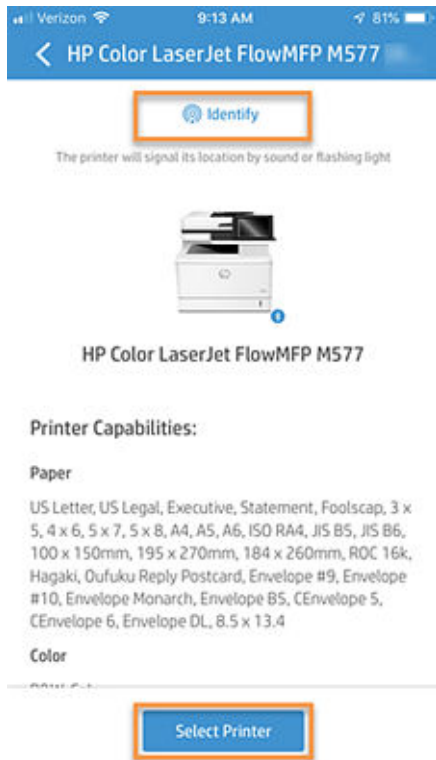 Verizon 9:13 AM 81%
HP Color LaserJet FlowMFP M577
Identify
The printer will signal its location by sound or flashing light
HP Color LaserJet FlowMFP M577
Printer Capabilities:
Paper
US Letter, US Legal, Executive, Statement, Foolscap, 3 x
5, 4 x 6, 5 x 7, 5 x 8, A4, A5, A6, ISO RA4, JIS B5, JIS B6,
100 x 150mm, 195 x 270mm, 184 x 260mm, ROC 16k,
Hagaki, Oufuku Reply Postcard, Envelope #9, Envelope
#10, Envelope Monarch, Envelope B5, CEnvelope 5,
CEnvelope 6, Envelope DL, 8.5 x 13.4
Color
Select Printer